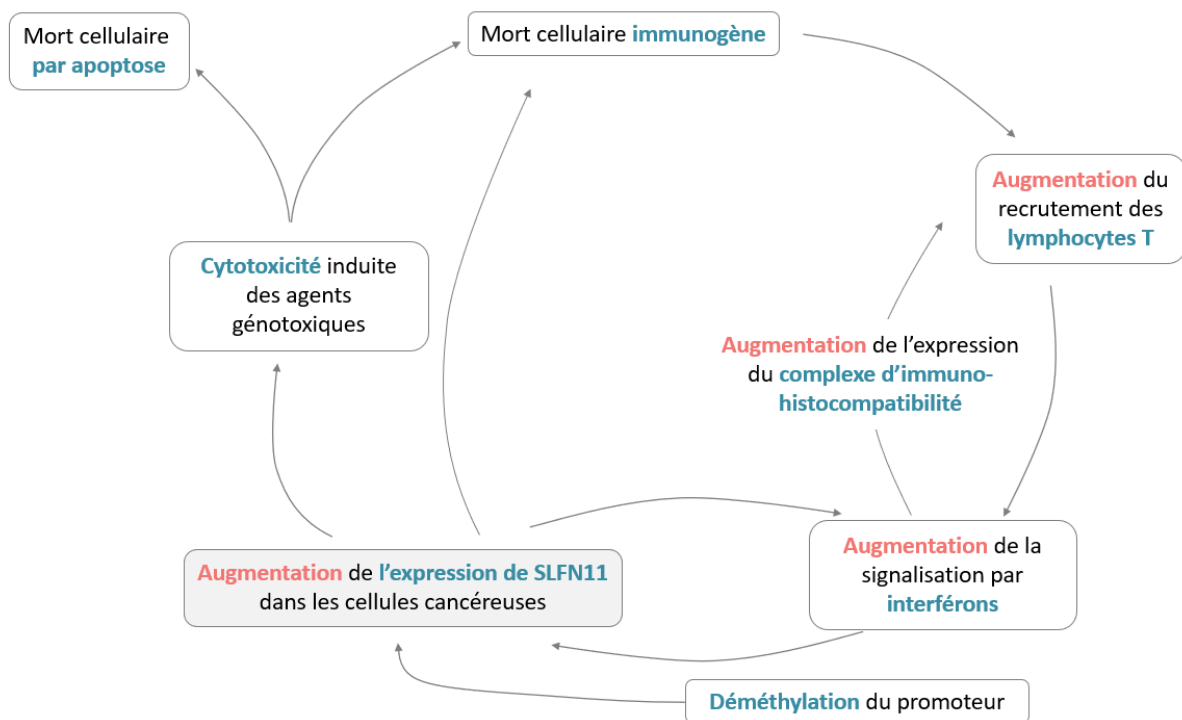 Mort cellulaire
par apoptose
Mort cellulaire immunogène
Augmentation du
recrutement des
lymphocytes T
Cytotoxicité induite
des agents
génotoxiques
Augmentation de l'expression
du complexe d'immuno-
histocompatibilité
Augmentation de l'expression de SLFN11
dans les cellules cancéreuses
Augmentation de la
signalisation par
interférons
Déméthylation du promoteur